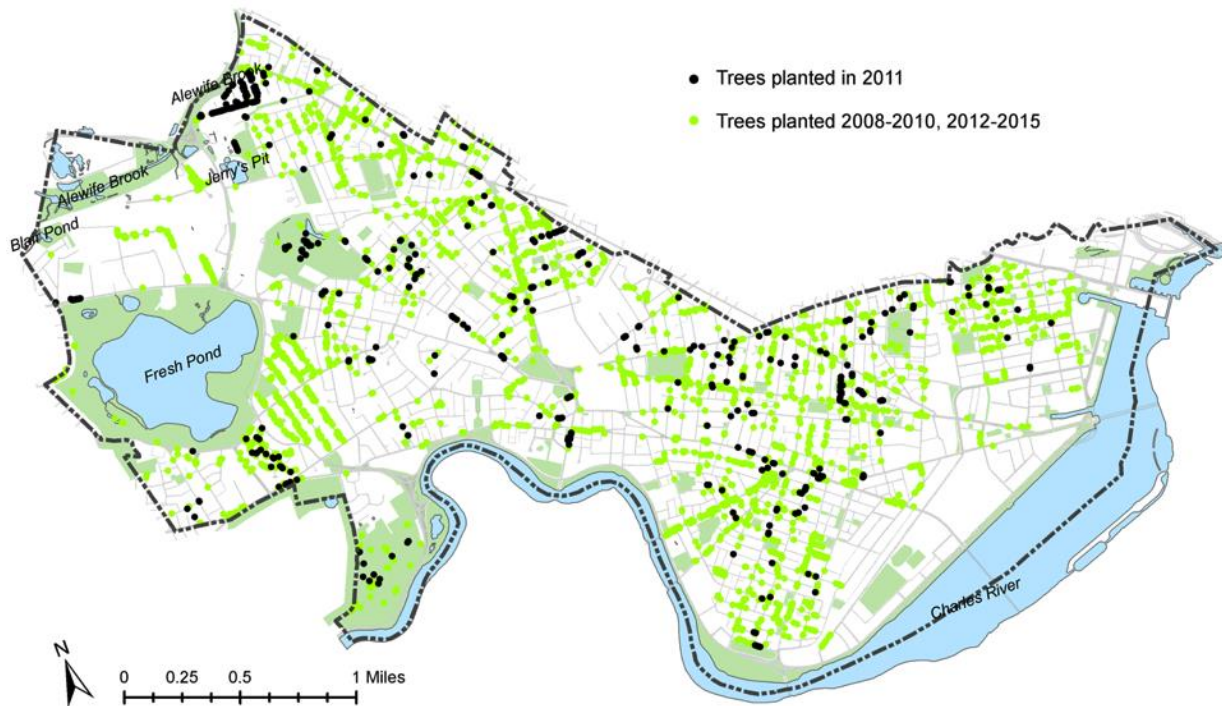 Trees planted in 2011
Trees planted 2008-2010, 2012-2015
Alewife Brook
Jerry's Pit
Alewife Brook
Blair Pond
Fresh Pond
Charles River
N
0 0.25 0.5 1 Miles